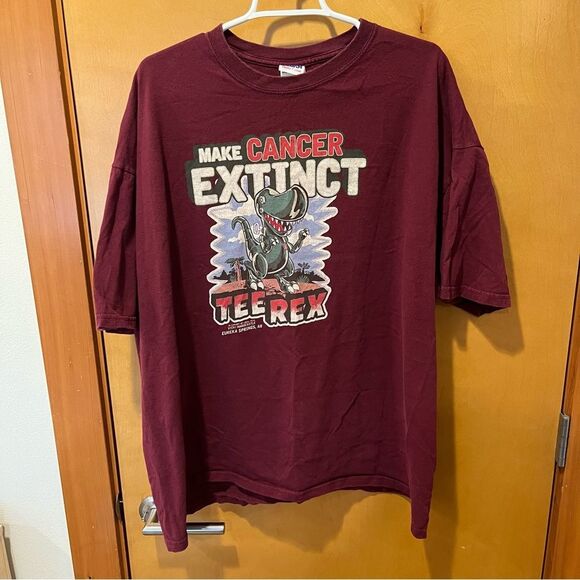 MAKE CANCER
EXTINCT
TEE REX
EUREKA SPRINGS, AR